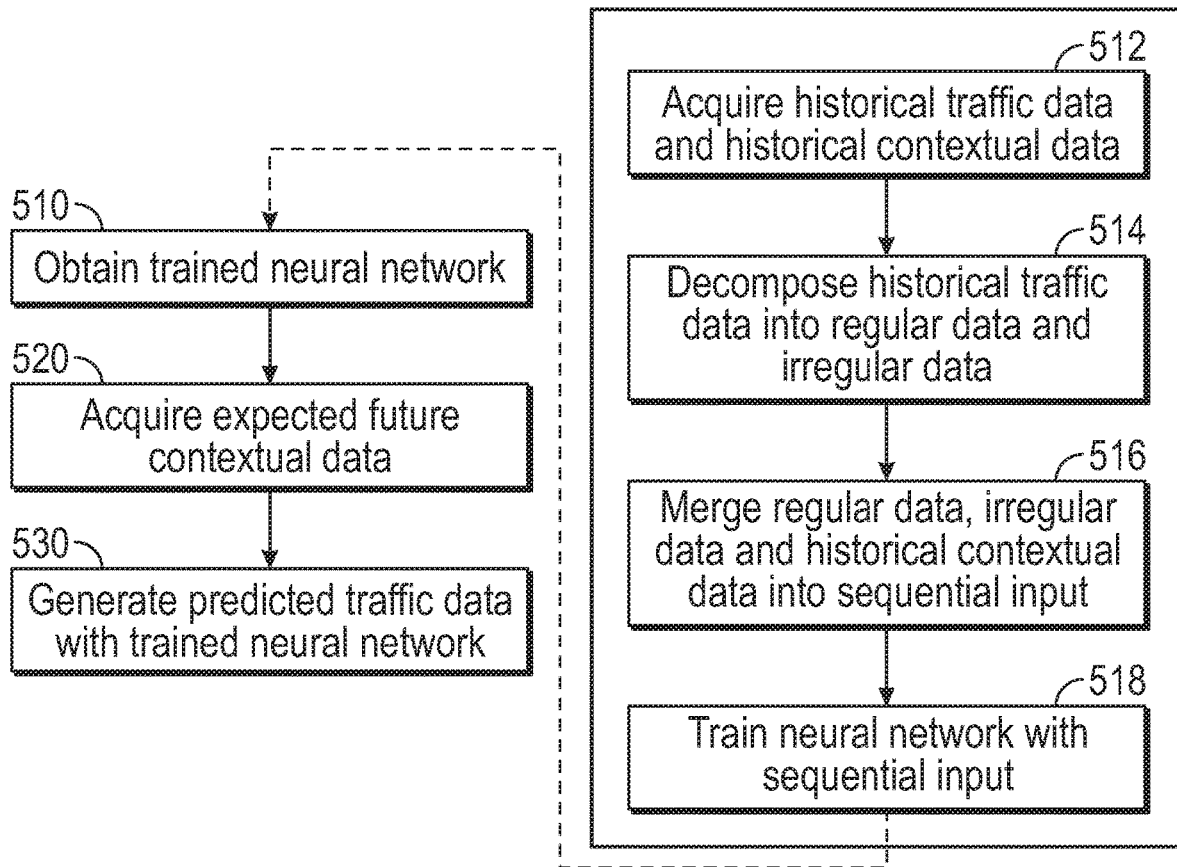 510
Obtain trained neural network
520
Acquire expected future
contextual data
530
Generate predicted traffic data
with trained neural network
512
Acquire historical traffic data
and historical contextual data
514
Decompose historical traffic
data into regular data and
irregular data
516
Merge regular data, irregular
data and historical contextual
data into sequential input
518
Train neural network with
sequential input